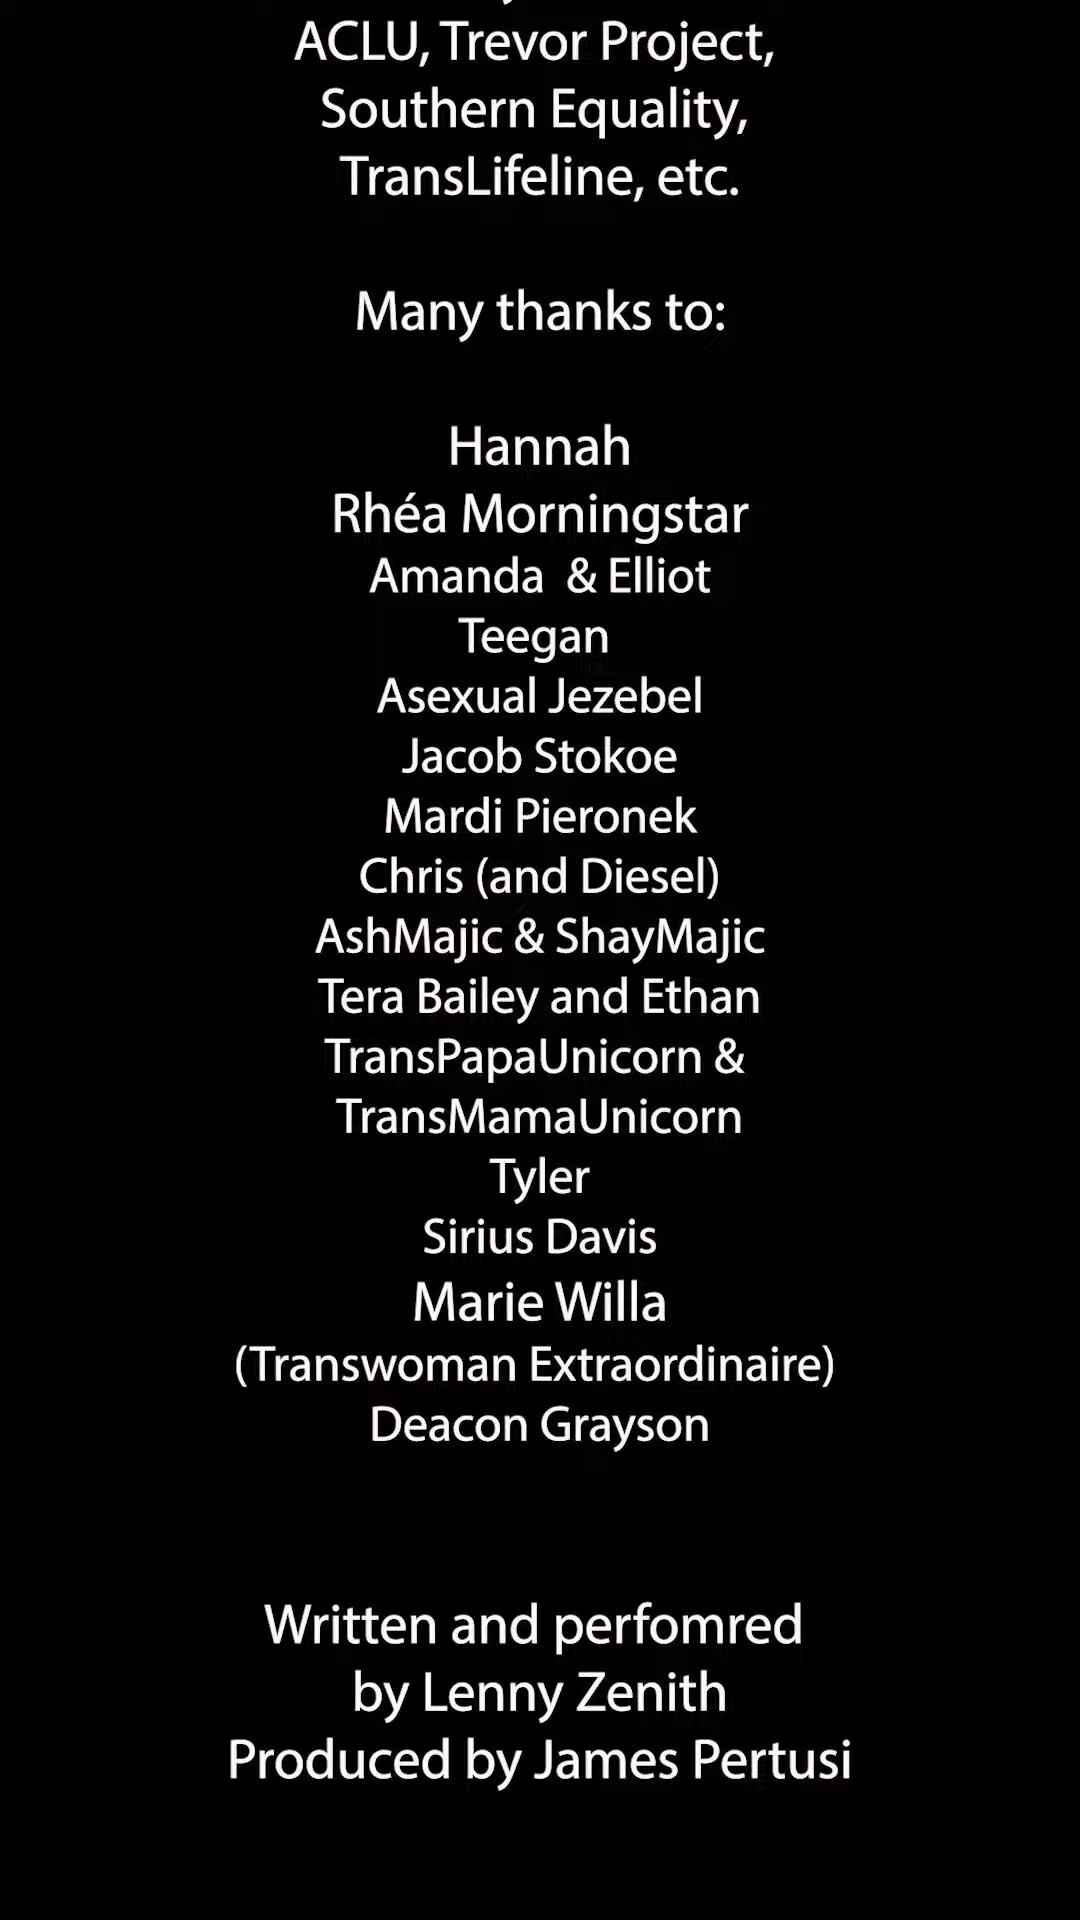 ACLU, Trevor Project,
Southern Equality,
TransLifeline, etc.
Many thanks to:
Hannah
Rhéa Morningstar
Amanda & Elliot
Teegan
Asexual Jezebel
Jacob Stokoe
Mardi Pieronek
Chris (and Diesel)
AshMajic & ShayMajic
Tera Bailey and Ethan
TransPapaUnicorn &
TransMamaUnicorn
Tyler
Sirius Davis
Marie Willa
(Transwoman Extraordinaire)
Deacon Grayson
Written and perfomred
by Lenny Zenith
Produced by James Pertusi